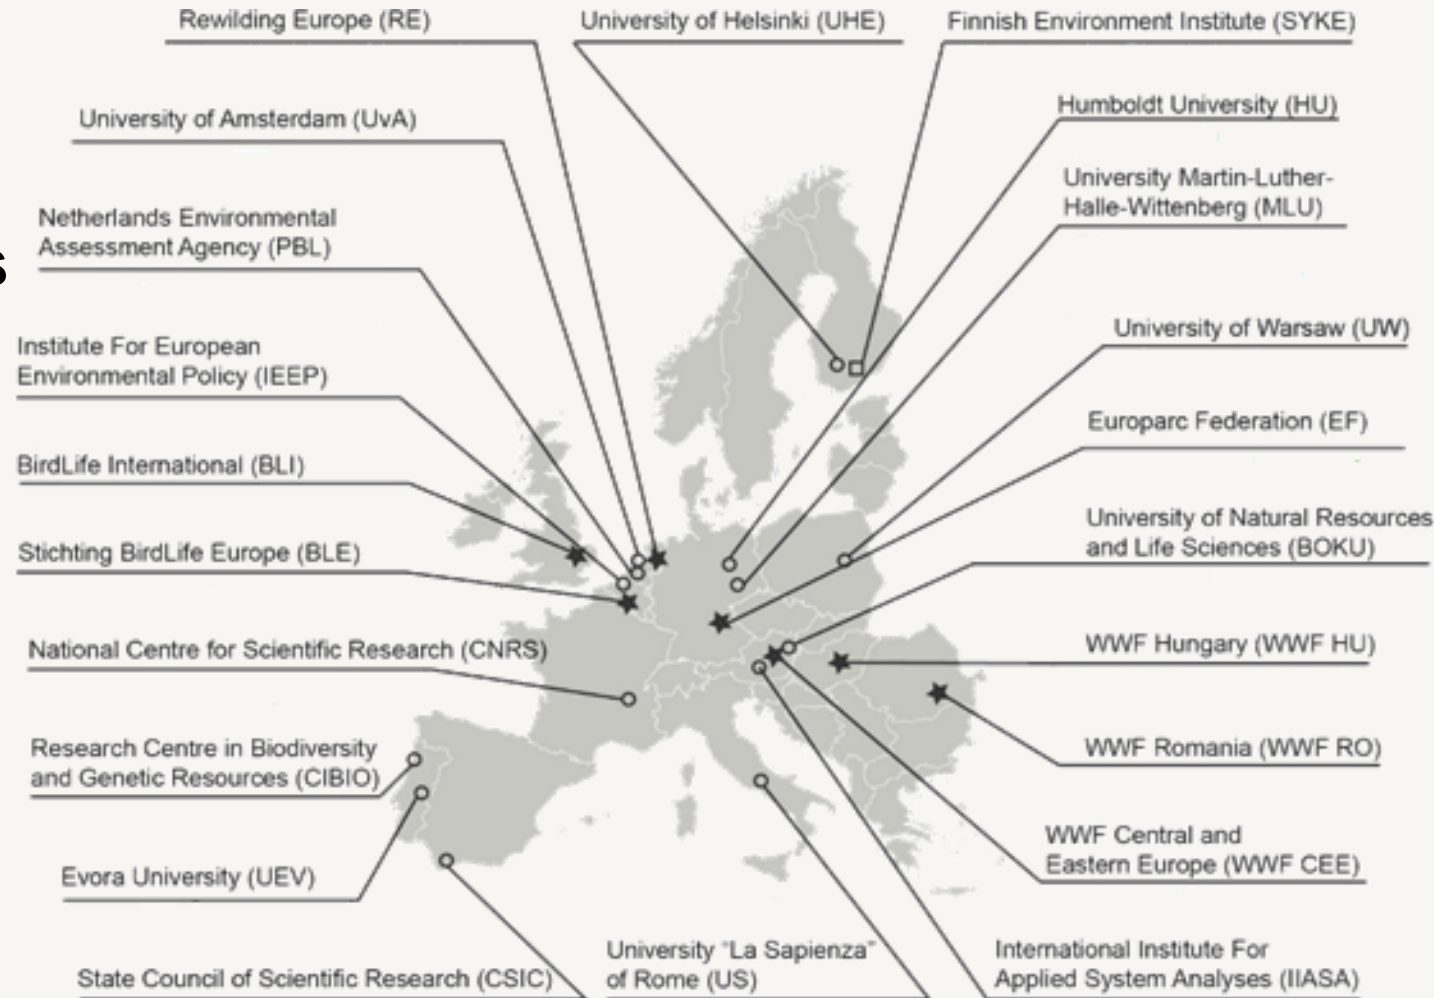 Rewilding Europe (RE)
University of Helsinki (UHE)
Finnish Environment Institute (SYKE)
University of Amsterdam (UvA)
Humboldt University (HU)
University Martin-Luther-
Halle-Wittenberg (MLU)
Netherlands Environmental
Assessment Agency (PBL)
s
University of Warsaw (UW)
Institute For European
Environmental Policy (IEEP)
Europarc Federation (EF)
BirdLife International (BLI)
University of Natural Resources
and Life Sciences (BOKU)
Stichting BirdLife Europe (BLE)
National Centre for Scientific Research (CNRS)
WWF Hungary (WWF HU)
Research Centre in Biodiversity
and Genetic Resources (CIBIO)
WWF Romania (WWF RO)
WWF Central and
Eastern Europe (WWF CEE)
Evora University (UEV)
University "La Sapienza"
of Rome (US)
International Institute For
Applied System Analyses (IIASA)
State Council of Scientific Research (CSIC)